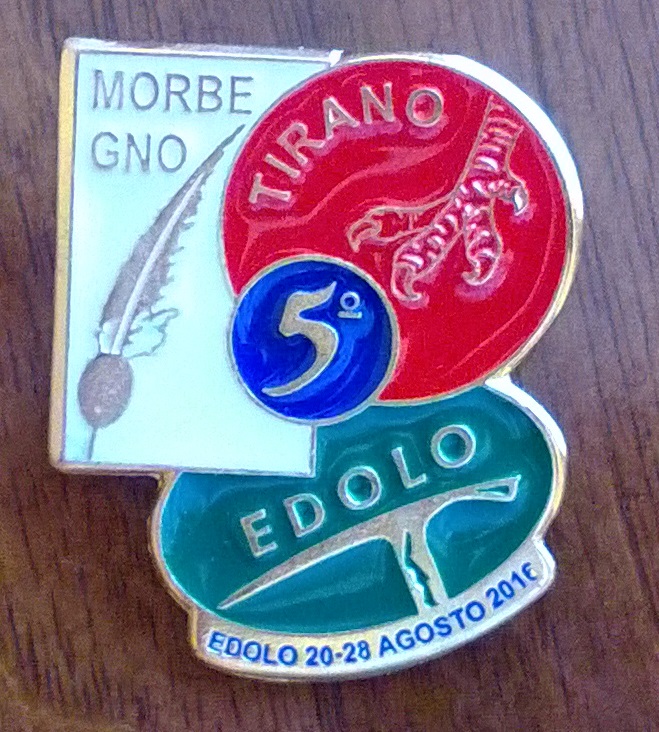 MORBE
GNO
TIRANO
5º
EDOLO
EDOLO 20-28 AGOSTO 2016